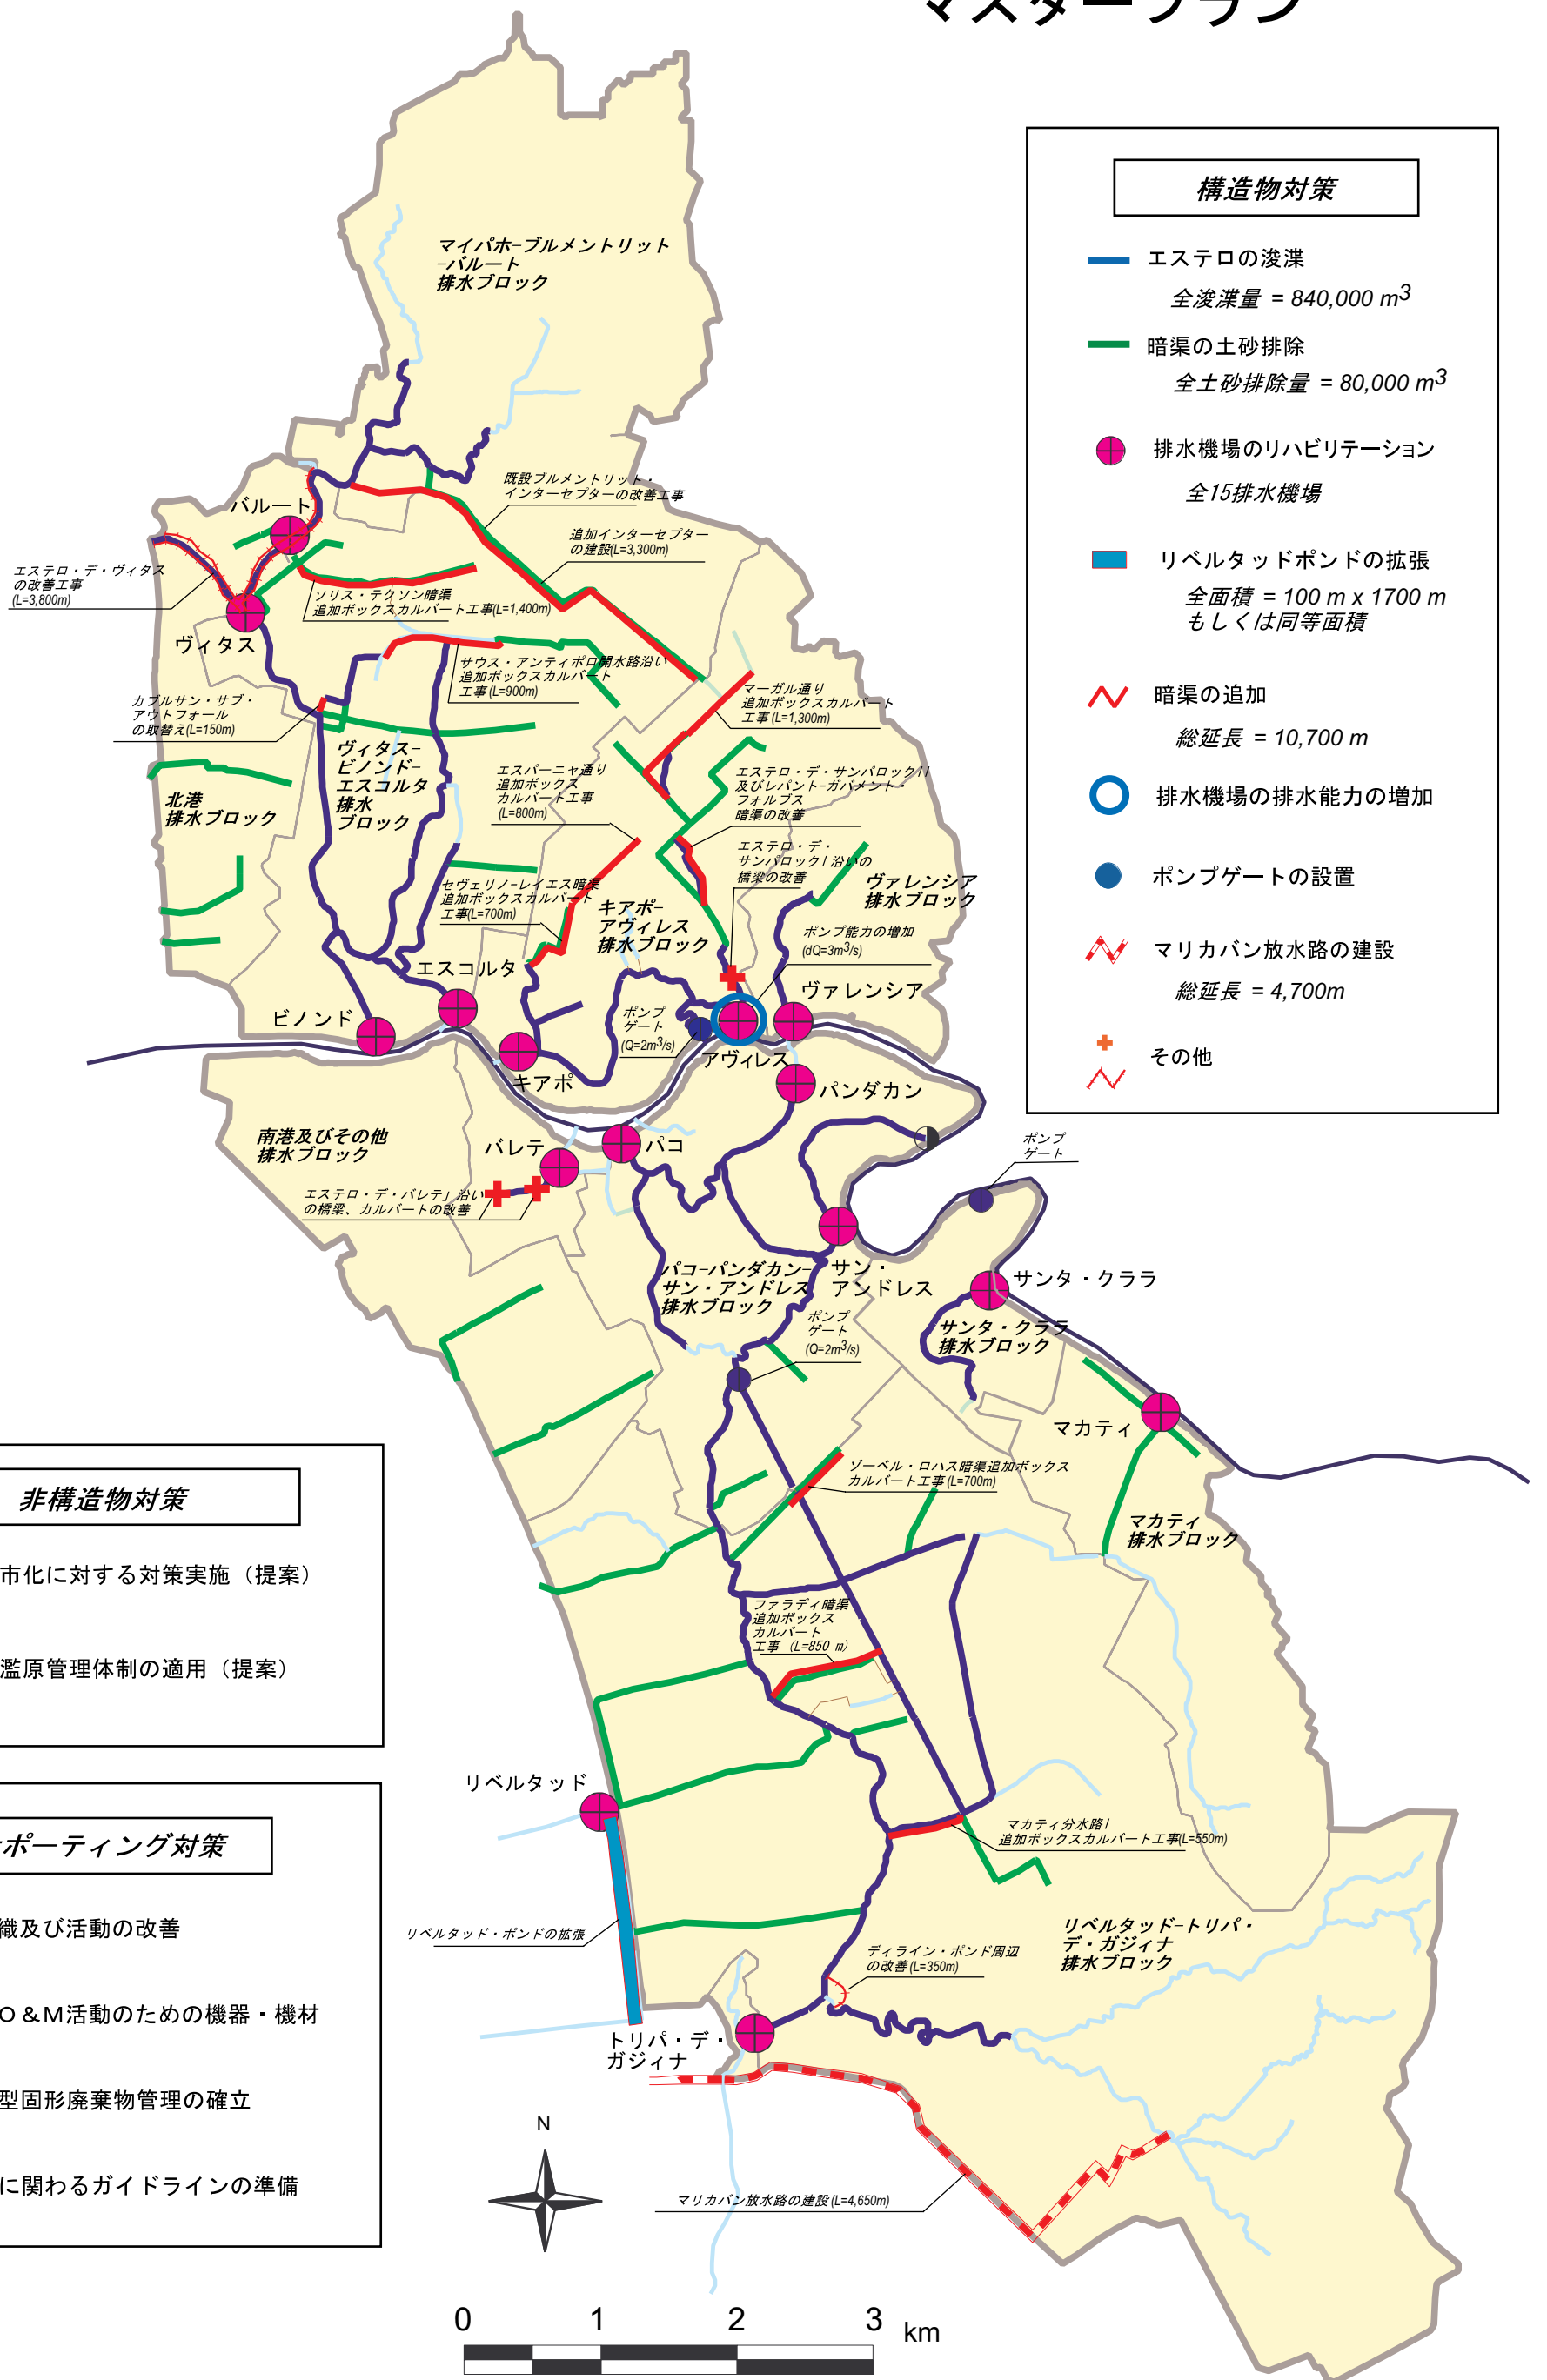 マスタープラン
構造物対策
エステロの浚渫
全浚渫量 = 840,000 m3
暗渠の土砂排除
全土砂排除量 = 80,000 m3
排水機場のリハビリテーション
全15排水機場
リベルタッドポンドの拡張
全面積 = 100 m x 1700 m
もしくは同等面積
暗渠の追加
総延長 = 10,700 m
排水機場の排水能力の増加
ポンプゲートの設置
マリカバン放水路の建設
総延長 = 4,700m
その他
マイパホ-ブルメントリット
-バルート
排水ブロック
既設ブルメントリット・
インターセプターの改善工事
追加インターセプター
の建設(L=3,300m)
バルート
エステロ・デ・ヴィタス
の改善工事
(L=3,800m)
ソリス・テクソン暗渠
追加ボックスカルバート工事(L=1,400m)
ヴィタス
サウス・アンティポロ開水路沿い
追加ボックスカルバート
工事(L=900m)
マーガル通り
追加ボックスカルバート
工事(L=1,300m)
カブルサン・サブ・
アウトフォール
の取替え(L=150m)
ヴィタス-
ビノンド-
エスコルタ
排水
ブロック
北港
排水ブロック
エスパーニャ通り
追加ボックス
カルバート工事
(L=800m)
エステロ・デ・サンパロックII
及びレパント-ガバメント・
フォルブス
暗渠の改善
エステロ・デ・
サンパロックI沿いの
橋梁の改善
ヴァレンシア
排水ブロック
セヴェリノ-レイエス暗渠
追加ボックスカルバート
工事(L=700m)
キアポ-
アヴィレス
排水ブロック
ポンプ能力の増加
(dQ=3m3/s)
エスコルタ
ヴァレンシア
ビノンド
ポンプ
ゲート
(Q=2m3/s)
アヴィレス
キアポ
パンダカン
南港及びその他
排水ブロック
バレテ
パコ
ポンプ
ゲート
エステロ・デ・バレテ」沿い
の橋梁、カルバートの改善
パコ-パンダカン-
サン・アンドレス
排水ブロック
サン・
アンドレス
サンタ・クララ
サンタ・クララ
排水ブロック
ポンプ
ゲート
(Q=2m3/s)
マカティ
ゾーベル・ロハス暗渠追加ボックス
カルバート工事(L=700m)
マカティ
排水ブロック
非構造物対策
市化に対する対策実施（提案）
濫原管理体制の適用（提案）
ファラディ暗渠
追加ボックス
カルバート
工事 (L=850 m)
リベルタッド
マカティ分水路I
追加ボックスカルバート工事(L=550m)
ポーティング対策
織及び活動の改善
O＆M活動のための機器・機材
型固形廃棄物管理の確立
に関わるガイドラインの準備
リベルタッド・ポンドの拡張
リベルタッド-トリパ・
デ・ガジィナ
排水ブロック
ディライン・ポンド周辺
の改善(L=350m)
トリパ・デ・
ガジィナ
N
マリカバン放水路の建設(L=4,650m)
0 1 2 3 km